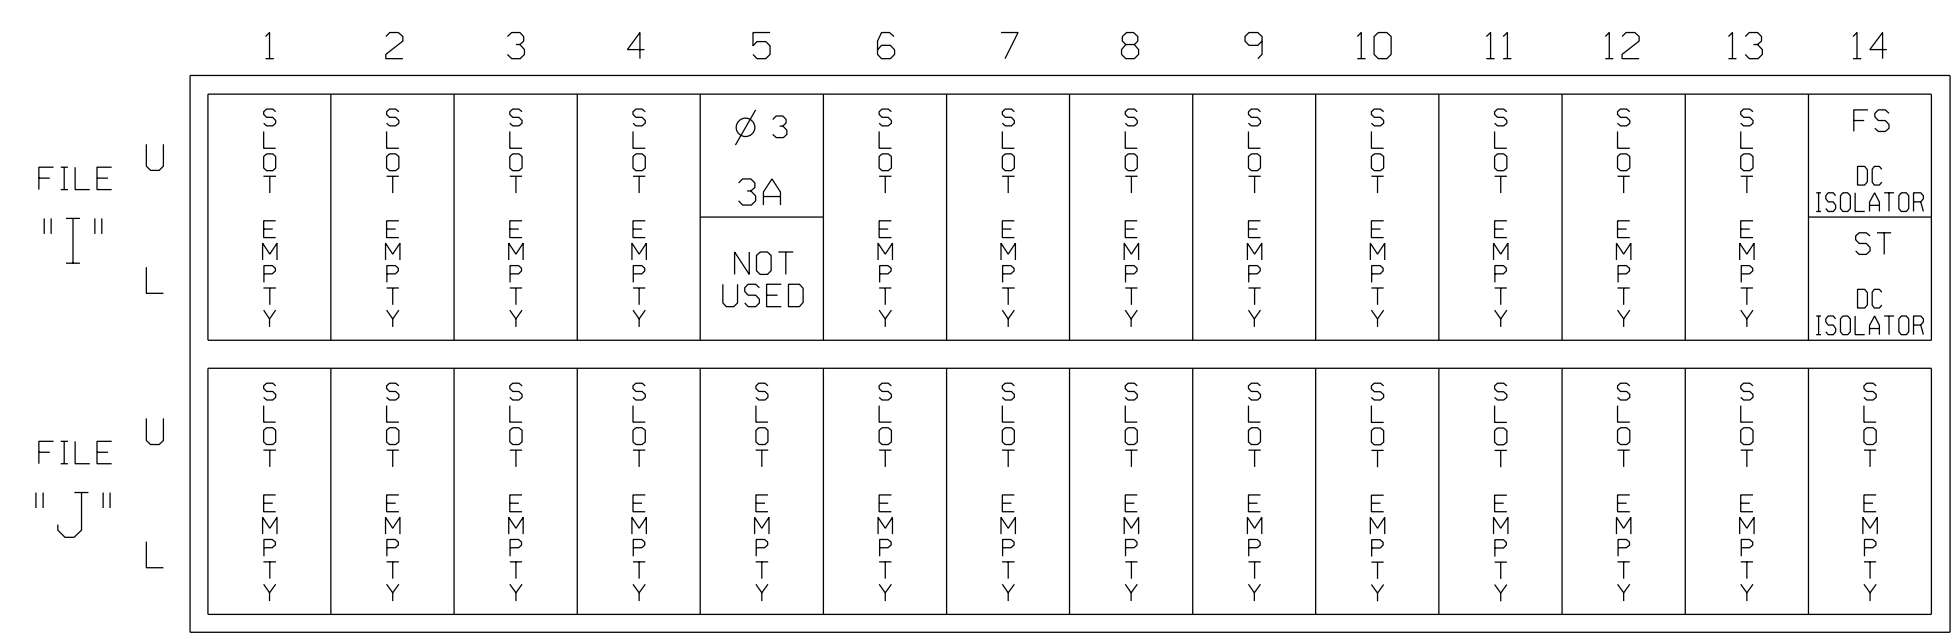 1 2 3 4 5 6 7 8 9 10 11 12 13 14
FILE "I"
U
L
SLOT EMPTY
SLOT EMPTY
SLOT EMPTY
SLOT EMPTY
Ø 3
3A
NOT
USED
SLOT EMPTY
SLOT EMPTY
SLOT EMPTY
SLOT EMPTY
SLOT EMPTY
SLOT EMPTY
SLOT EMPTY
SLOT EMPTY
FS
DC
ISOLATOR
ST
DC
ISOLATOR
FILE "J"
U
L
SLOT EMPTY
SLOT EMPTY
SLOT EMPTY
SLOT EMPTY
SLOT EMPTY
SLOT EMPTY
SLOT EMPTY
SLOT EMPTY
SLOT EMPTY
SLOT EMPTY
SLOT EMPTY
SLOT EMPTY
SLOT EMPTY
SLOT EMPTY